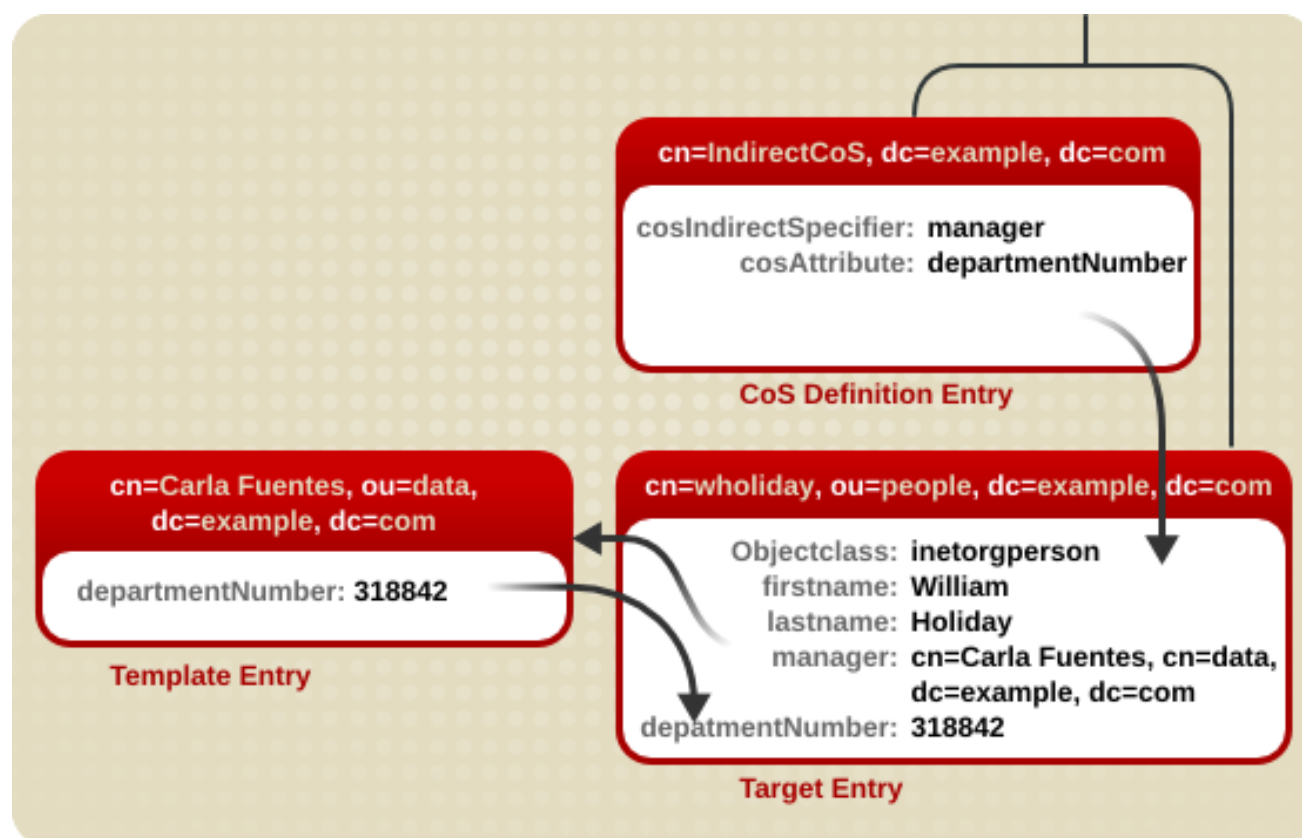 cn=IndirectCoS, dc=example, dc=com
cosIndirectSpecifier: manager
cosAttribute: departmentNumber
CoS Definition Entry
cn=Carla Fuentes, ou=data,
dc=example, dc=com
departmentNumber: 318842
Template Entry
cn=wholiday, ou=people, dc=example, dc=com
Objectclass: inetorgperson
firstname: William
lastname: Holiday
manager: cn=Carla Fuentes, cn=data,
dc=example, dc=com
depatmentNumber: 318842
Target Entry